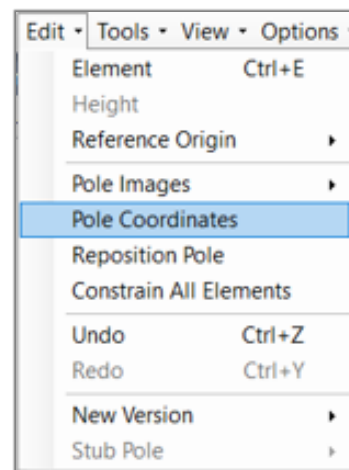 Edit Tools View Options
Element Ctrl+E
Height
Reference Origin
Pole Images
Pole Coordinates
Reposition Pole
Constrain All Elements
Undo Ctrl+Z
Redo Ctrl+Y
New Version
Stub Pole